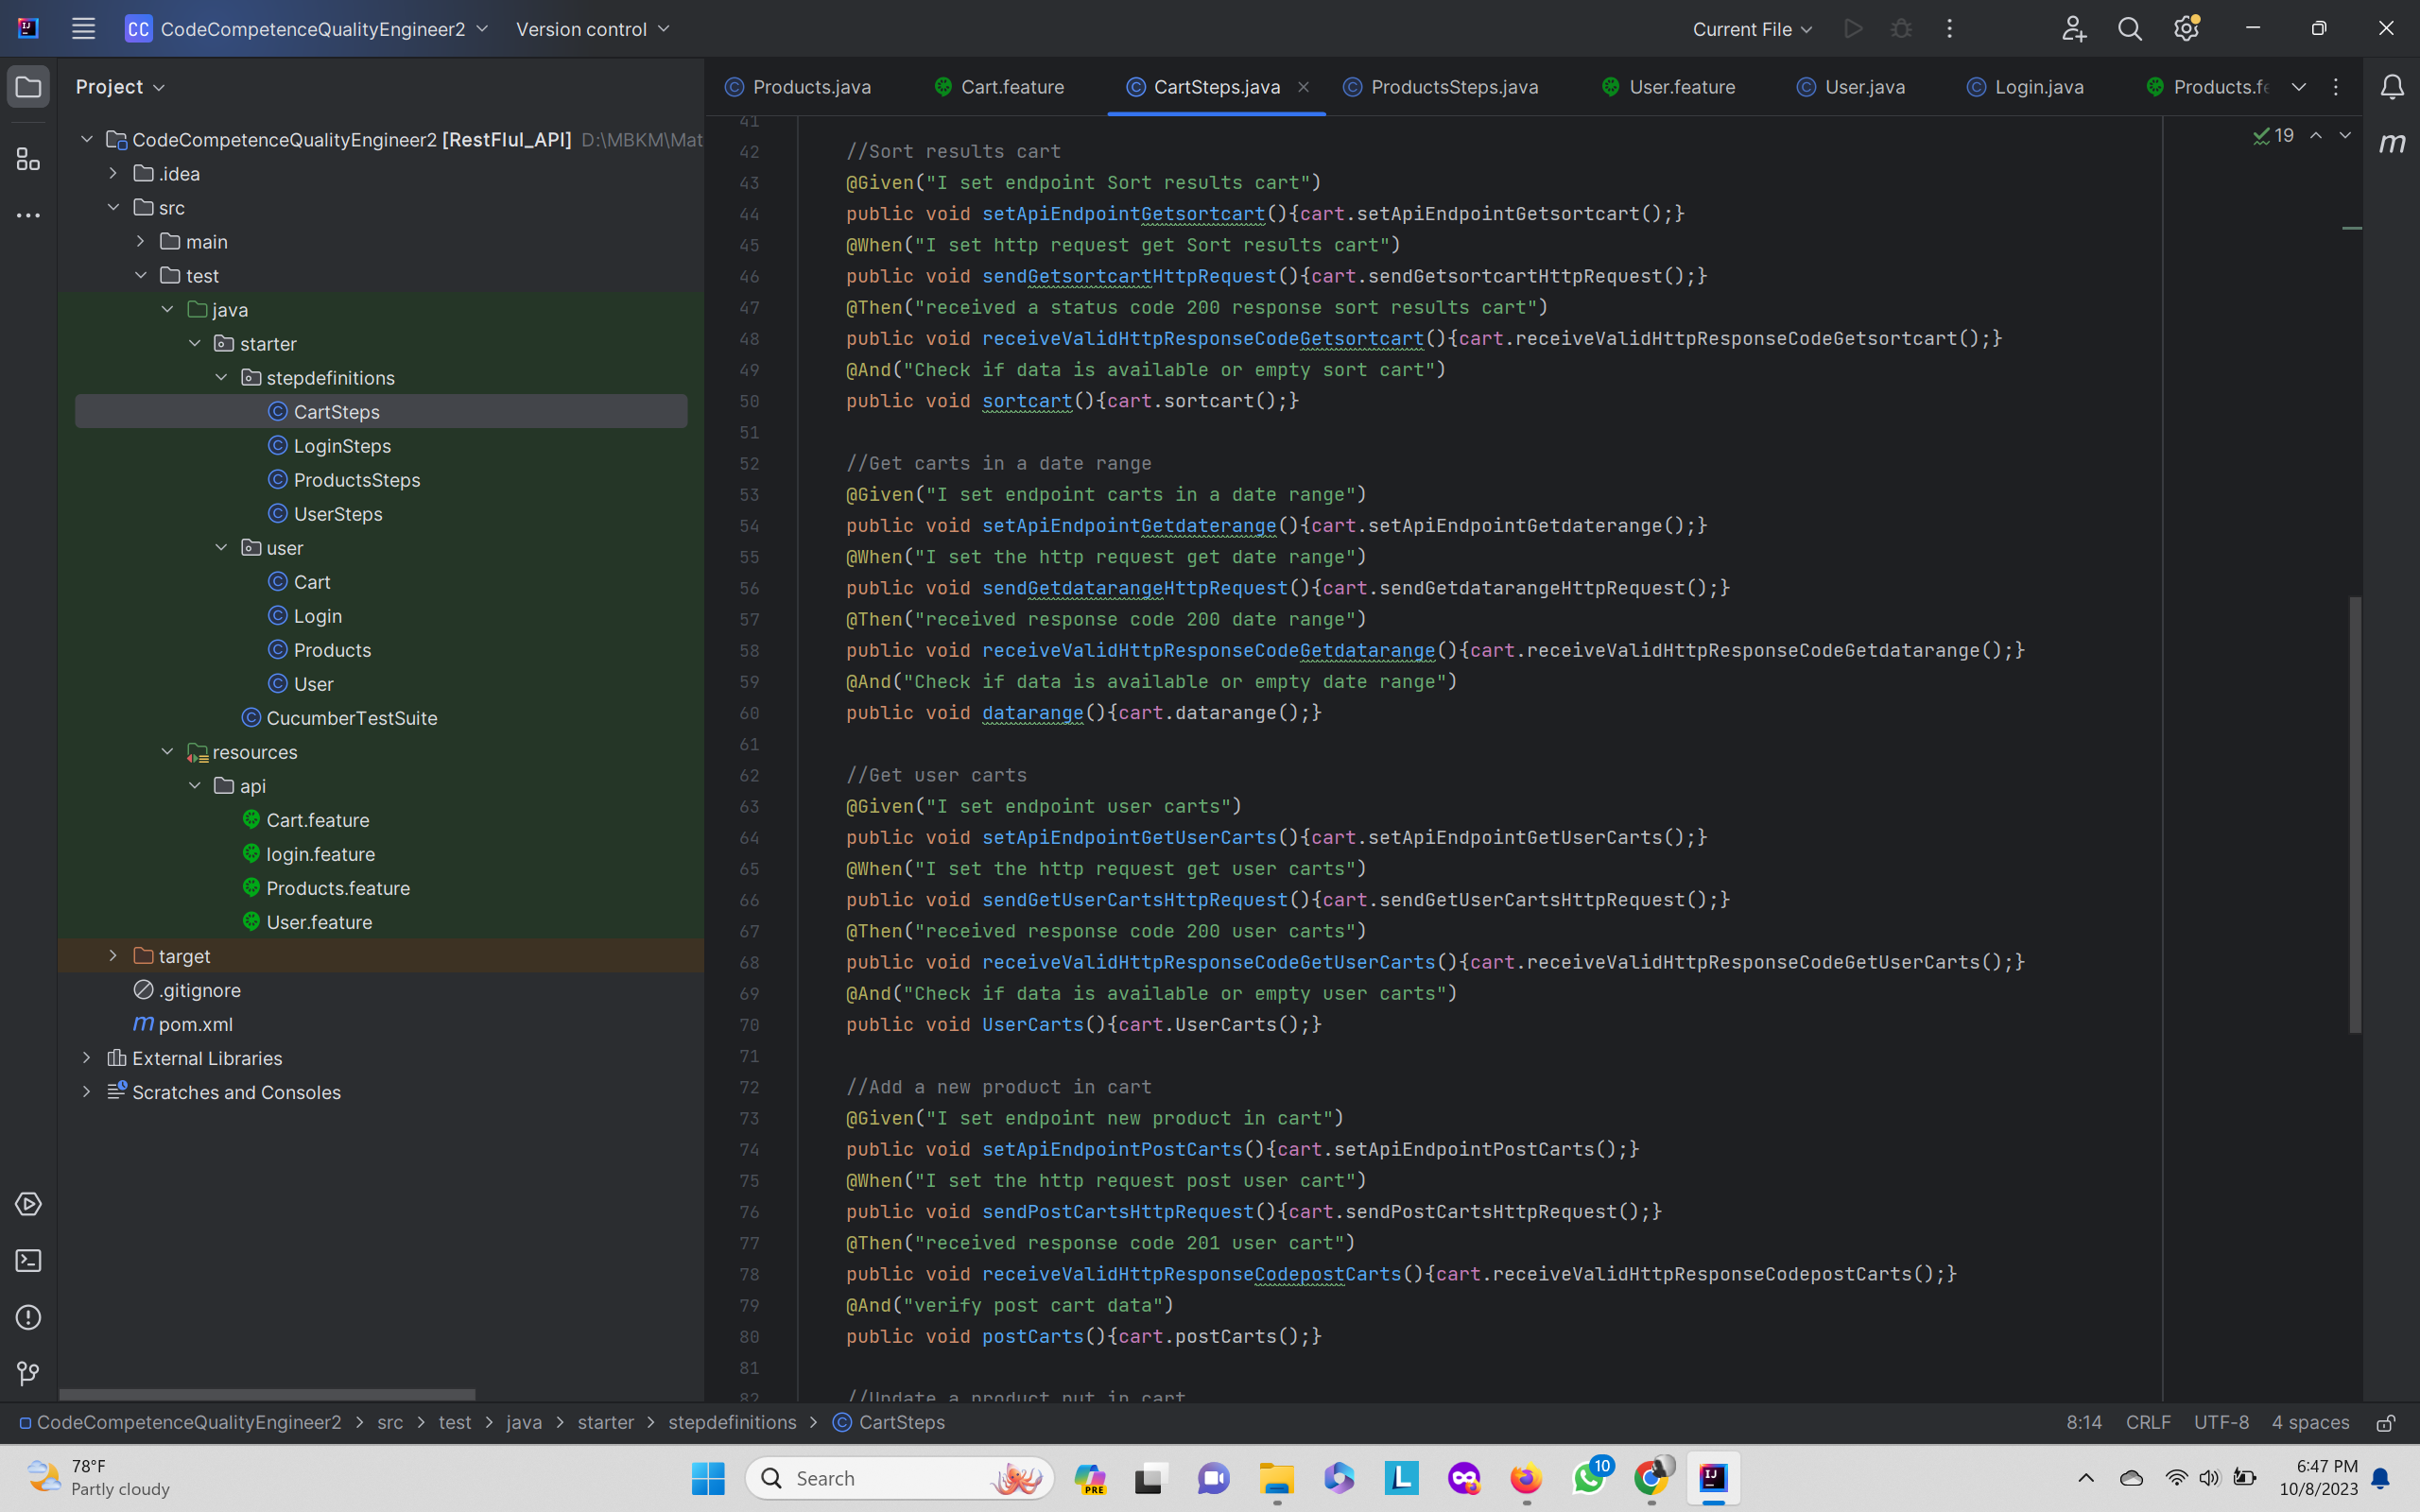 CC CodeCompetenceQualityEngineer2 Version control Current File
Project
Products.java Cart.feature CartSteps.java ProductsSteps.java User.feature User.java Login.java Products.fe
CodeCompetenceQualityEngineer2 [RestFlul_API] D:\MBKM\Mat
.idea
src
main
test
java
starter
stepdefinitions
CartSteps
LoginSteps
ProductsSteps
UserSteps
user
Cart
Login
Products
User
CucumberTestSuite
resources
api
Cart.feature
login.feature
Products.feature
User.feature
target
.gitignore
m pom.xml
External Libraries
Scratches and Consoles
19
m
41
42 //Sort results cart
43 @Given("I set endpoint Sort results cart")
44 public void setApiEndpointGetsortcart(){cart.setApiEndpointGetsortcart();}
45 @When("I set http request get Sort results cart")
46 public void sendGetsortcartHttpRequest(){cart.sendGetsortcartHttpRequest();}
47 @Then("received a status code 200 response sort results cart")
48 public void receiveValidHttpResponseCodeGetsortcart(){cart.receiveValidHttpResponseCodeGetsortcart();}
49 @And("Check if data is available or empty sort cart")
50 public void sortcart(){cart.sortcart();}
51
52 //Get carts in a date range
53 @Given("I set endpoint carts in a date range")
54 public void setApiEndpointGetdaterange(){cart.setApiEndpointGetdaterange();}
55 @When("I set the http request get date range")
56 public void sendGetdatarangeHttpRequest(){cart.sendGetdatarangeHttpRequest();}
57 @Then("received response code 200 date range")
58 public void receiveValidHttpResponseCodeGetdatarange(){cart.receiveValidHttpResponseCodeGetdatarange();}
59 @And("Check if data is available or empty date range")
60 public void datarange(){cart.datarange();}
61
62 //Get user carts
63 @Given("I set endpoint user carts")
64 public void setApiEndpointGetUserCarts(){cart.setApiEndpointGetUserCarts();}
65 @When("I set the http request get user carts")
66 public void sendGetUserCartsHttpRequest(){cart.sendGetUserCartsHttpRequest();}
67 @Then("received response code 200 user carts")
68 public void receiveValidHttpResponseCodeGetUserCarts(){cart.receiveValidHttpResponseCodeGetUserCarts();}
69 @And("Check if data is available or empty user carts")
70 public void UserCarts(){cart.UserCarts();}
71
72 //Add a new product in cart
73 @Given("I set endpoint new product in cart")
74 public void setApiEndpointPostCarts(){cart.setApiEndpointPostCarts();}
75 @When("I set the http request post user cart")
76 public void sendPostCartsHttpRequest(){cart.sendPostCartsHttpRequest();}
77 @Then("received response code 201 user cart")
78 public void receiveValidHttpResponseCodepostCarts(){cart.receiveValidHttpResponseCodepostCarts();}
79 @And("verify post cart data")
80 public void postCarts(){cart.postCarts();}
81
82 //Update a product put in cart
CodeCompetenceQualityEngineer2 > src > test > java > starter > stepdefinitions > CartSteps 8:14 CRLF UTF-8 4 spaces
78°F
Partly cloudy
Search
PRE
10
6:47 PM
10/8/2023